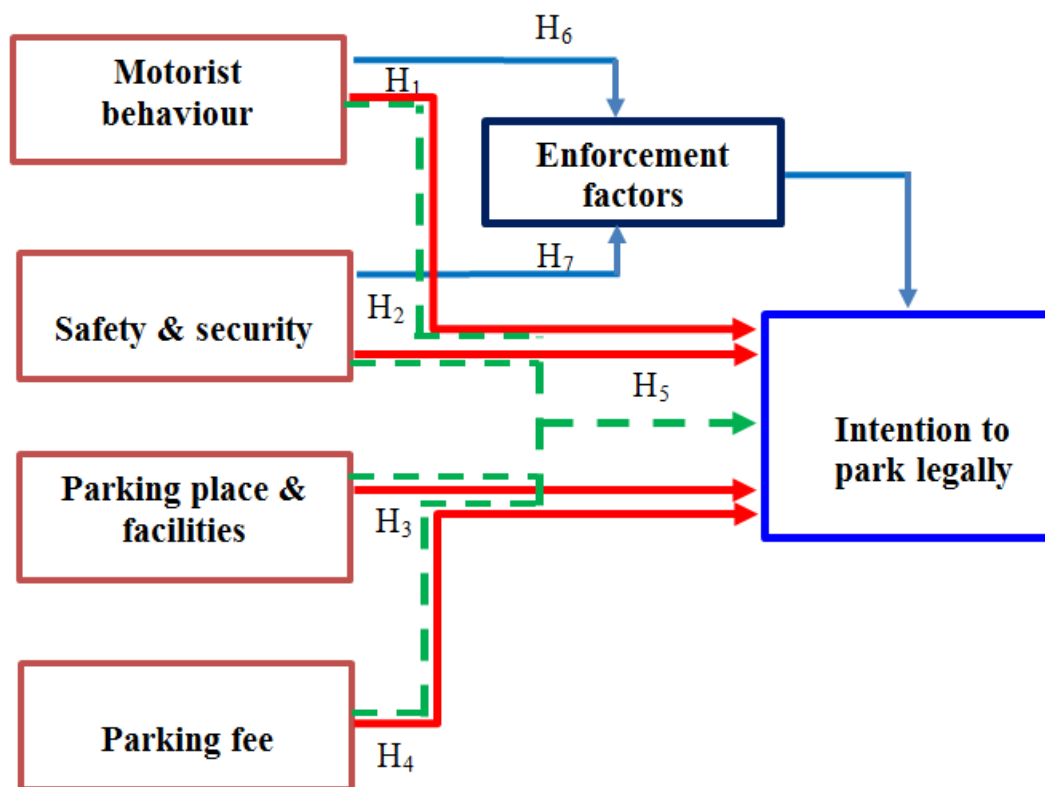 H₆
Motorist
behaviour
H₁
Enforcement
factors
H₇
Safety & security
H₂
H₅
Intention to
park legally
Parking place &
facilities
H₃
Parking fee
H₄